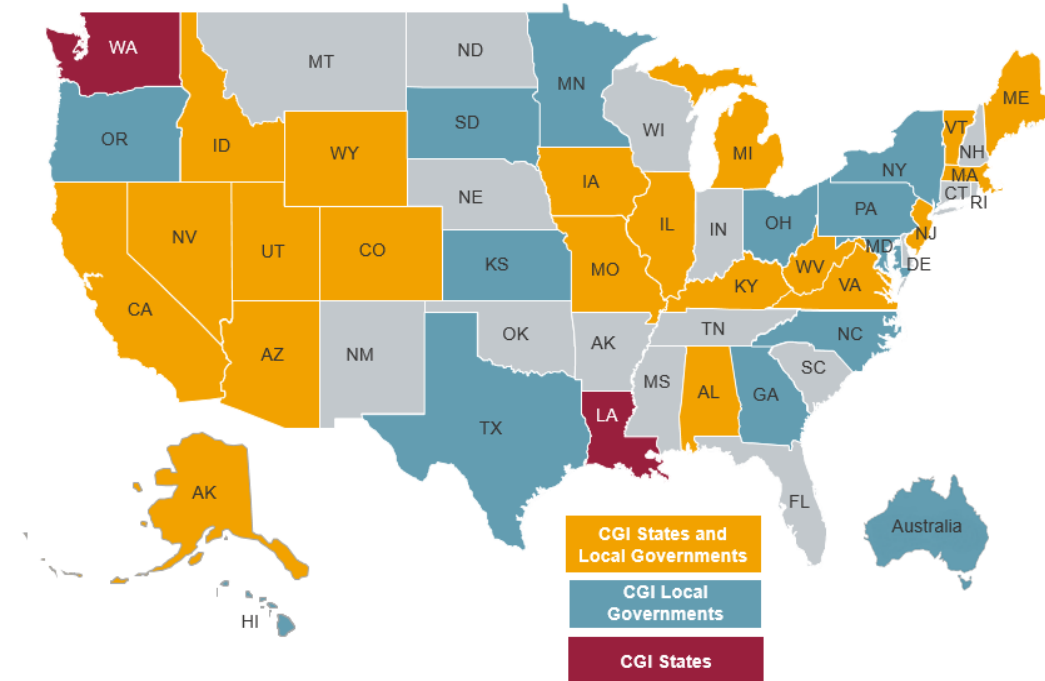 WA
MT
ND
MN
OR
ID
WY
SD
WI
MI
VT
ME
NH
NY
MA
CT
RI
NE
IA
NV
UT
CO
KS
MO
IL
IN
OH
PA
NJ
MD
DE
WV
VA
KY
CA
AZ
NM
OK
AK
TN
NC
SC
MS
AL
GA
LA
TX
FL
AK
HI
Australia
CGI States and
Local Governments
CGI Local
Governments
CGI States